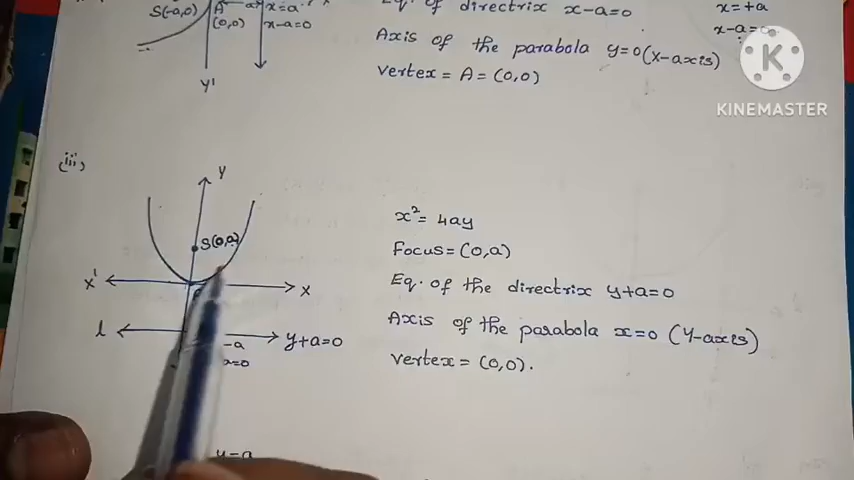 S(-a,0) A -a x=a
(0,0) x-a=0
Y'
Eq. of directrix x-a=0
x=+a
x-a=0
Axis of the parabola y=0(X-axis)
vertex = A = (0,0)
KINEMASTER
(iii)
Y
S(0,a)
X' X
l y+a=0
-a
a=0
x²= 4ay
Focus=(0,a)
Eq. of the directrix y+a=0
Axis of the parabola x=0 (Y-axis)
vertex = (0,0).
y=a